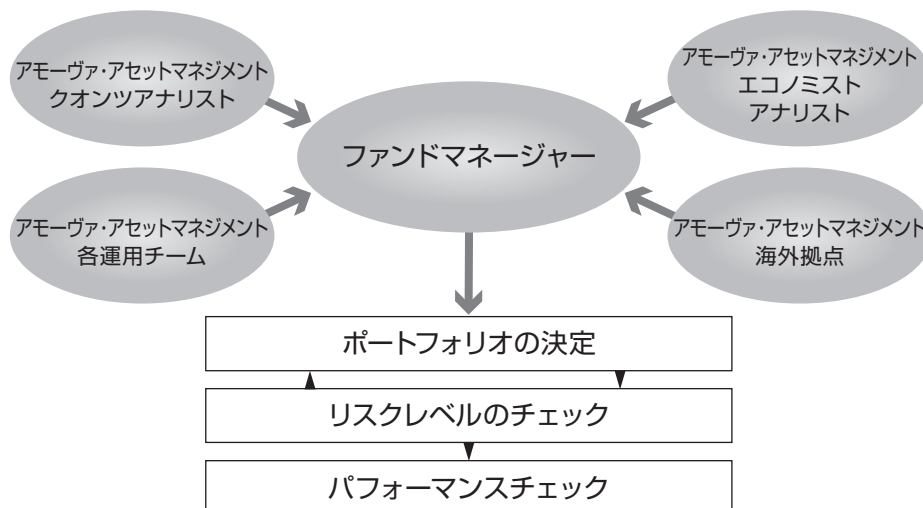 アモーヴァ・アセットマネジメント
クオンツアナリスト
アモーヴァ・アセットマネジメント
エコノミスト
アナリスト
ファンドマネージャー
アモーヴァ・アセットマネジメント
各運用チーム
アモーヴァ・アセットマネジメント
海外拠点
ポートフォリオの決定
リスクレベルのチェック
パフォーマンスチェック